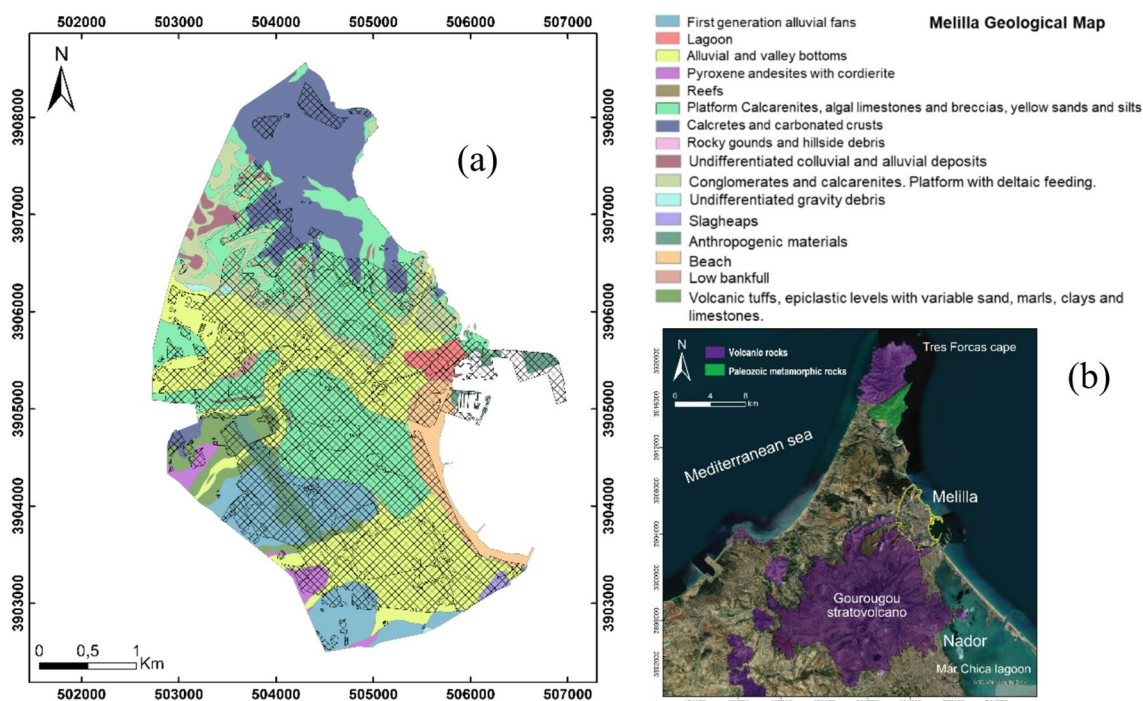 502000 503000 504000 505000 506000 507000
N
3908000
3907000
3906000
3905000
3904000
3903000
(a)
3908000
3907000
3906000
3905000
3904000
3903000
0 0,5 1
Km
502000 503000 504000 505000 506000 507000
Melilla Geological Map
First generation alluvial fans
Lagoon
Alluvial and valley bottoms
Pyroxene andesites with cordierite
Reefs
Platform Calcarenites, algal limestones and breccias, yellow sands and silts
Calcretes and carbonated crusts
Rocky gounds and hillside debris
Undifferentiated colluvial and alluvial deposits
Conglomerates and calcarenites. Platform with deltaic feeding.
Undifferentiated gravity debris
Slagheaps
Anthropogenic materials
Beach
Low bankfull
Volcanic tuffs, epiclastic levels with variable sand, marls, clays and
limestones.
N
Volcanic rocks
Paleozoic metamorphic rocks
0 4 8
km
Tres Forcas cape
(b)
Mediterranean sea
Melilla
Gourougou
stratovolcano
Nador
Mar Chica lagoon